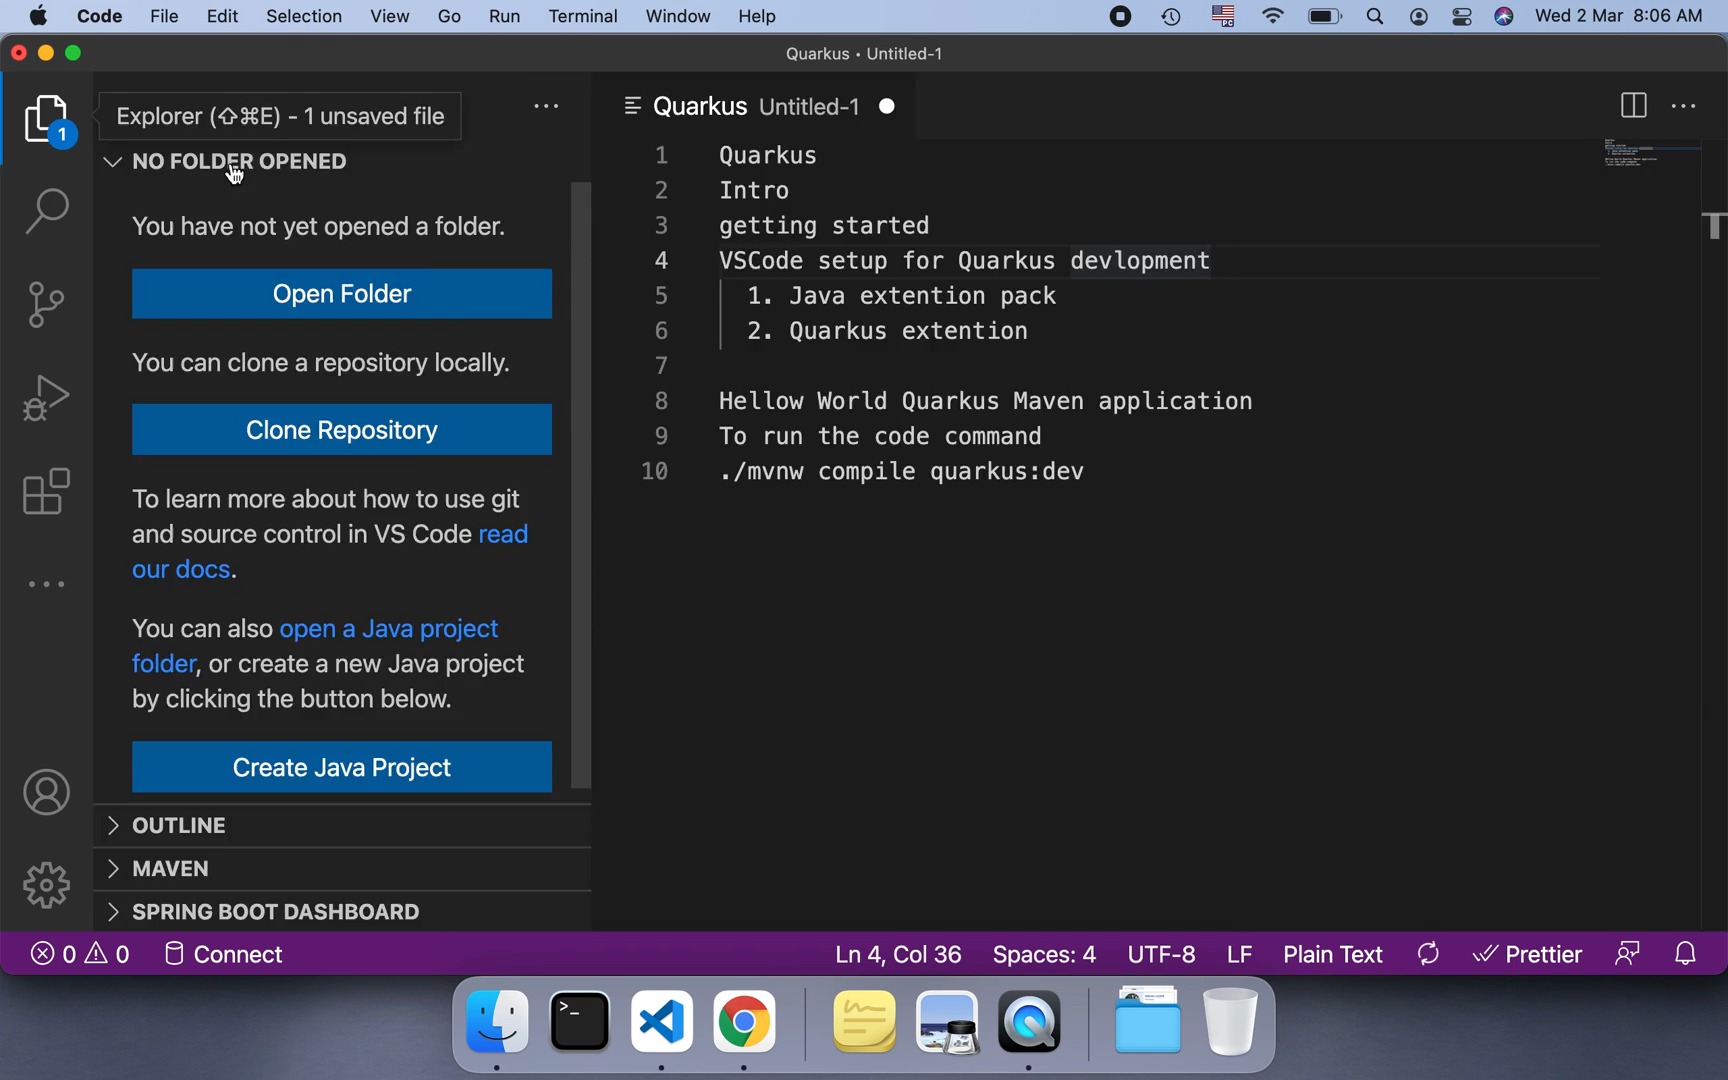 Code File Edit Selection View Go Run Terminal Window Help Wed 2 Mar 8:06 AM
Quarkus • Untitled-1
1
Explorer (⇧⌘E) - 1 unsaved file
NO FOLDER OPENED
You have not yet opened a folder.
Open Folder
You can clone a repository locally.
Clone Repository
To learn more about how to use git
and source control in VS Code read
our docs.
You can also open a Java project
folder, or create a new Java project
by clicking the button below.
Create Java Project
OUTLINE
MAVEN
SPRING BOOT DASHBOARD
Quarkus Untitled-1
1 Quarkus
2 Intro
3 getting started
4 VSCode setup for Quarkus devlopment
5 1. Java extention pack
6 2. Quarkus extention
7
8 Hellow World Quarkus Maven application
9 To run the code command
10 ./mvnw compile quarkus:dev
0 0 Connect Ln 4, Col 36 Spaces: 4 UTF-8 LF Plain Text Prettier